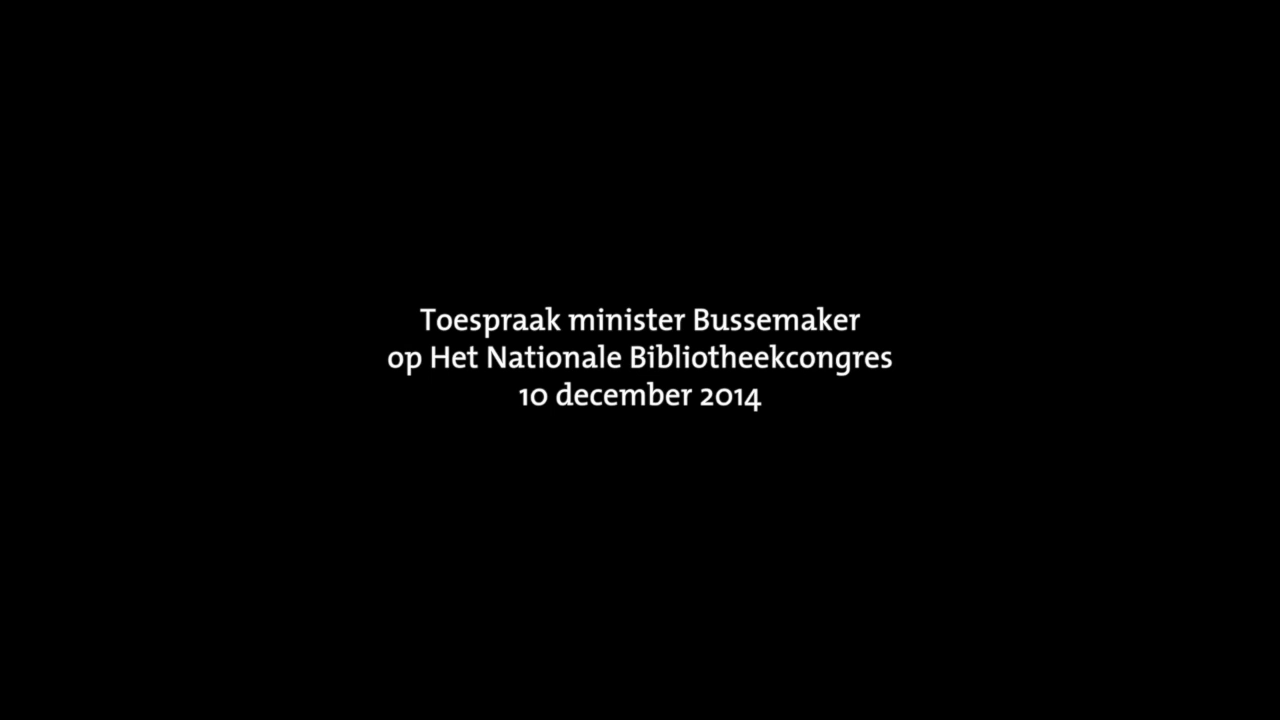 Toespraak minister Bussemaker
op Het Nationale Bibliotheekcongres
10 december 2014